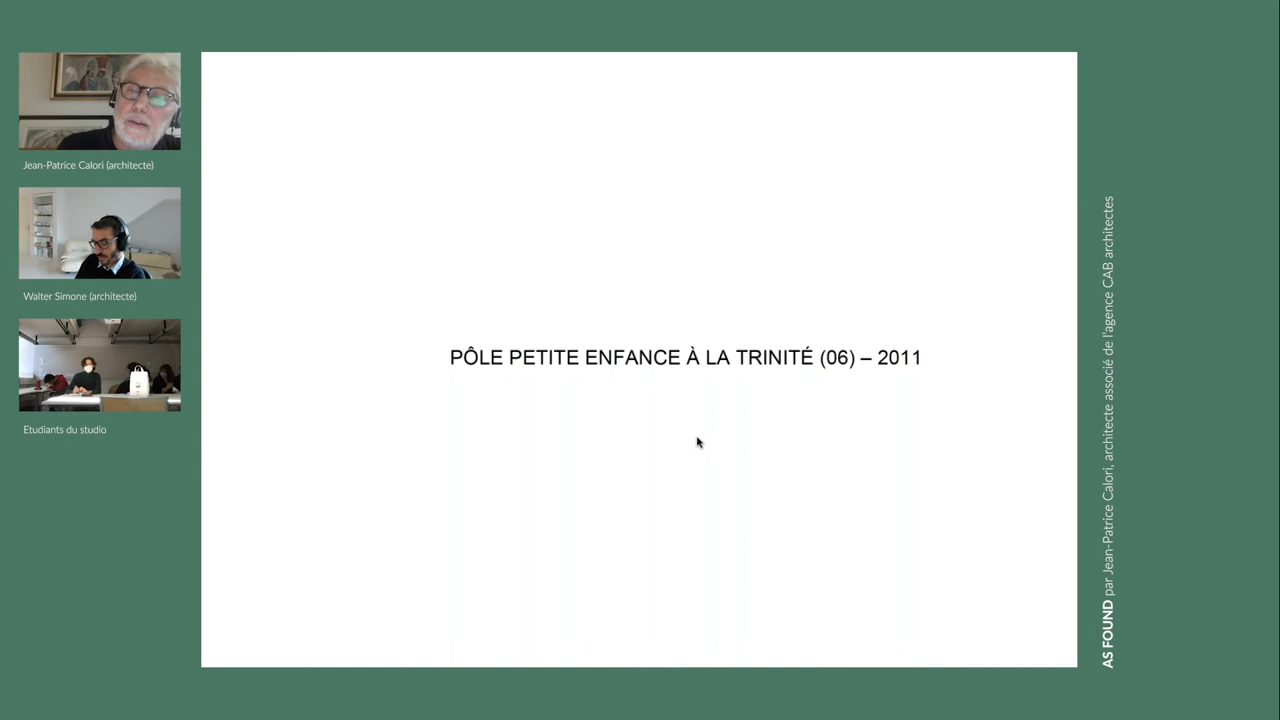 Jean-Patrice Calori (architecte)
Walter Simone (architecte)
Etudiants du studio
PÔLE PETITE ENFANCE À LA TRINITÉ (06) – 2011
AS FOUND par Jean-Patrice Calori, architecte associé de l'agence CAB architectes